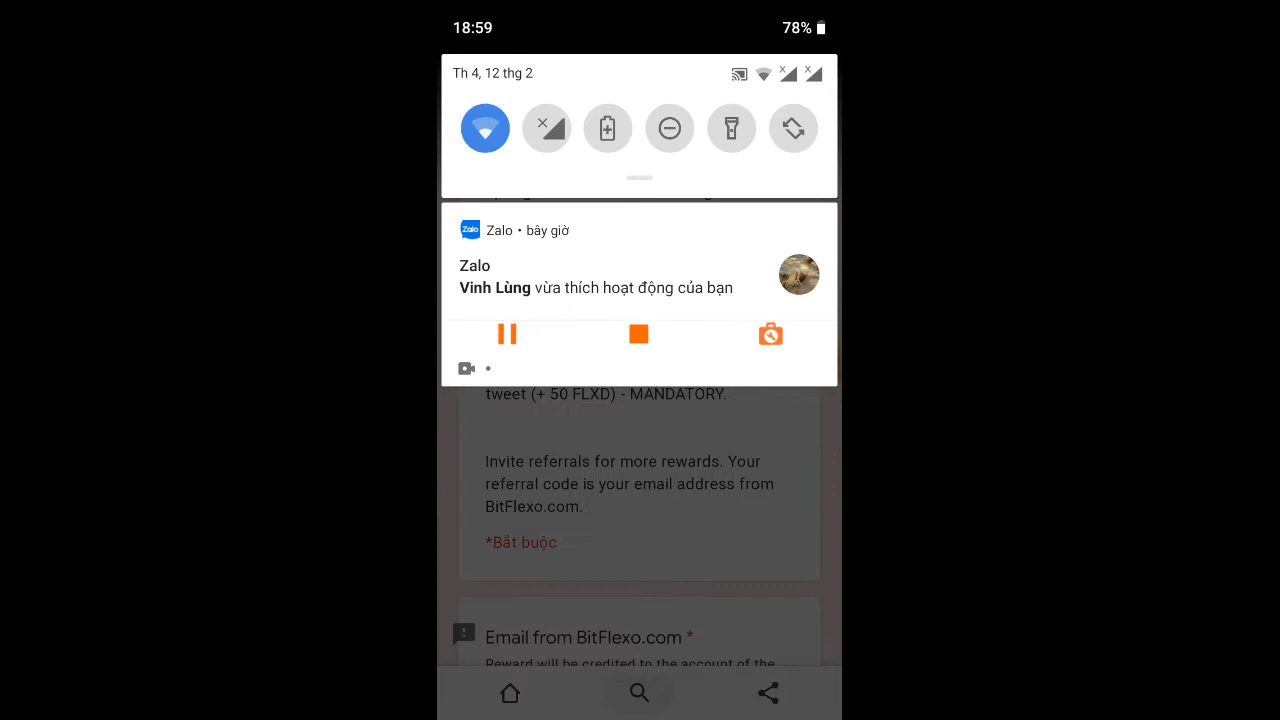 18:59
78%
Th 4, 12 thg 2
Zalo Zalo • bây giờ
Zalo
Vinh Lùng vừa thích hoạt động của bạn
tweet (+ 50 FLXD) - MANDATORY.
Invite referrals for more rewards. Your
referral code is your email address from
BitFlexo.com.
*Bắt buộc
Email from BitFlexo.com *
Reward will be credited to the account of the